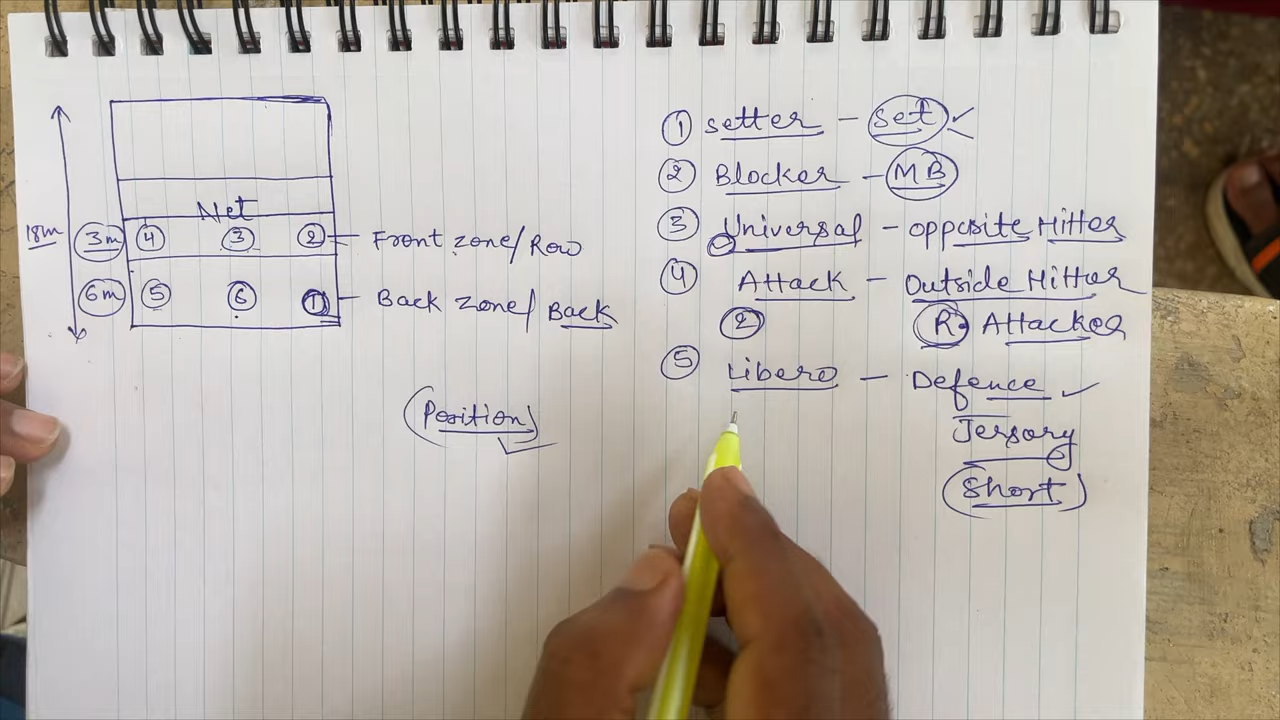 Net
18m
3m 4 3 2 Front zone/Row
6m 5 6 1 Back zone/Back
(Position)
1 setter - Set
2 Blocker - MB
3 Universal - opposite Hitter
4 Attack - Outside Hitter
2 R. Attacker
5 Libero - Defence
Jersory
(Short)